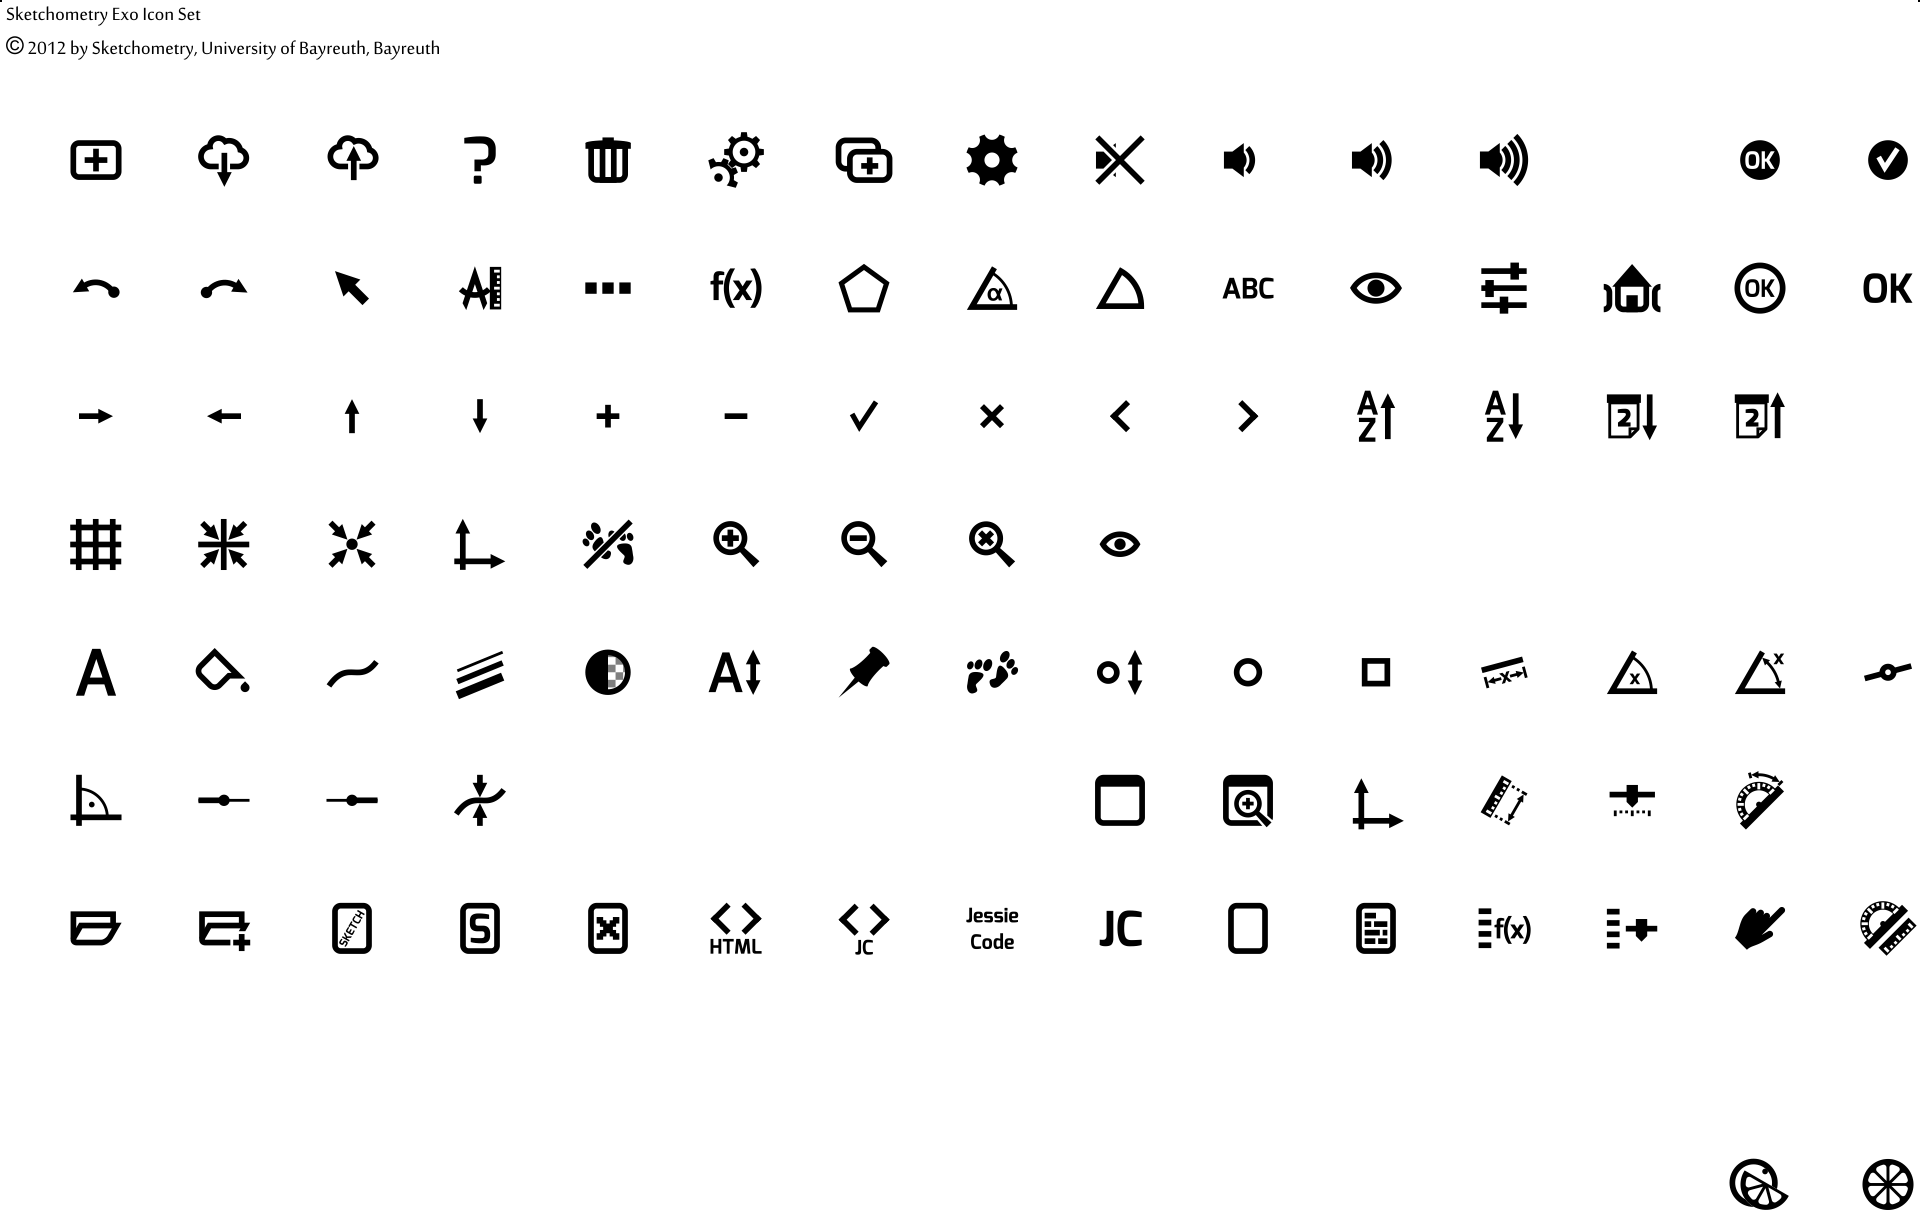 Sketchometry Exo Icon Set
© 2012 by Sketchometry, University of Bayreuth, Bayreuth
?
OK
f(x)
α
ABC
OK
OK
A
Z
A
Z
2
2
A
A
x
x
x
SKETCH
S
HTML
JC
Jessie
Code
JC
f(x)